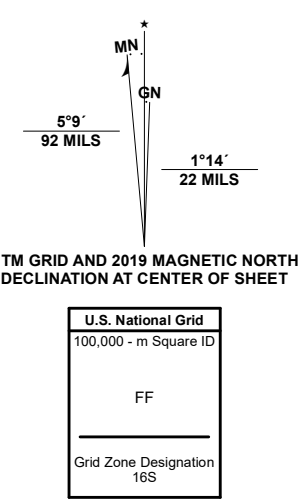 ★
MN
GN
5°9´
92 MILS
1°14´
22 MILS
TM GRID AND 2019 MAGNETIC NORTH
DECLINATION AT CENTER OF SHEET
U.S. National Grid
100,000 - m Square ID
FF
Grid Zone Designation
16S